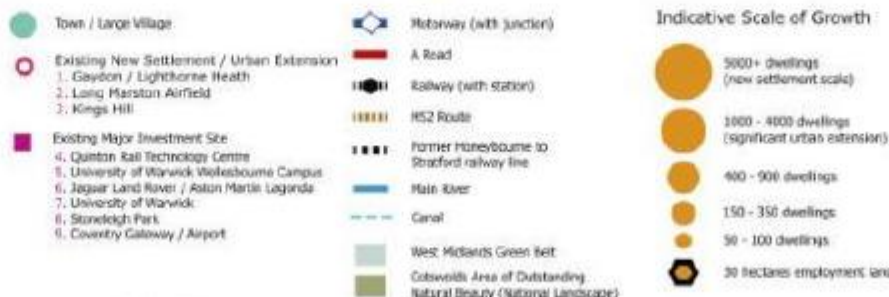 Town / Large Village
Existing New Settlement / Urban Extension
1. Gaydon / Lighthorne Heath
2. Long Marston Airfield
3. Kings Hill
Existing Major Investment Site
4. Quinton Rail Technology Centre
5. University of Warwick Wellesbourne Campus
6. Jaguar Land Rover / Aston Martin Lagonda
7. University of Warwick
8. Stoneleigh Park
9. Coventry Gateway / Airport
Motorway (with junction)
A Road
Railway (with station)
HS2 Route
Former Honeybourne to
Stratford railway line
Main River
Canal
West Midlands Green Belt
Cotswolds Area of Outstanding
Natural Beauty (National Landscape)
Indicative Scale of Growth
5000+ dwellings
(new settlement scale)
1000 - 4000 dwellings
(significant urban extension)
400 - 900 dwellings
150 - 350 dwellings
50 - 100 dwellings
30 hectares employment lan